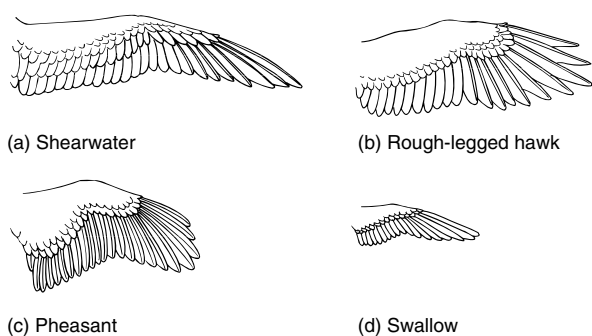 (a) Shearwater
(b) Rough-legged hawk
(c) Pheasant
(d) Swallow